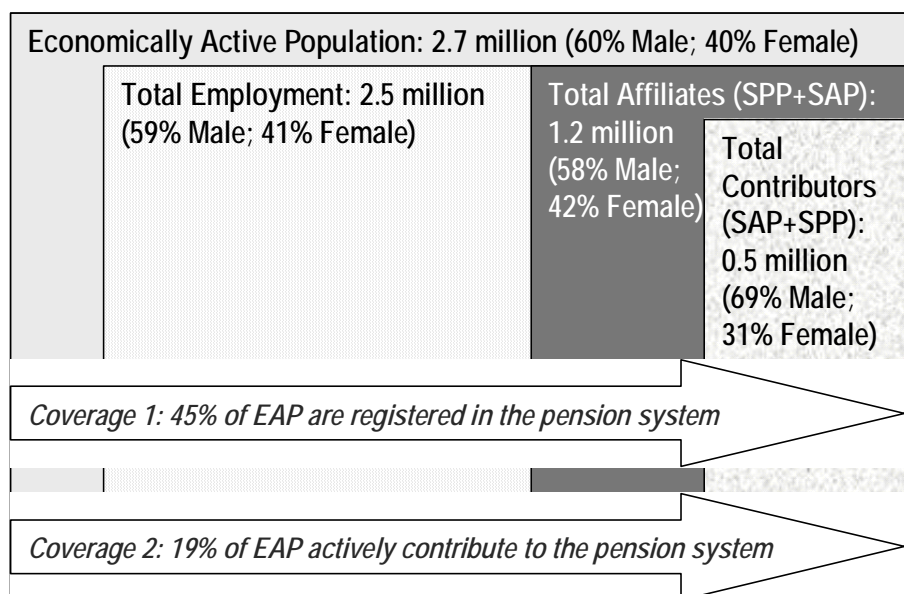 Economically Active Population: 2.7 million (60% Male; 40% Female)
Total Employment: 2.5 million
(59% Male; 41% Female)
Total Affiliates (SPP+SAP):
1.2 million
(58% Male;
42% Female)
Total
Contributors
(SAP+SPP):
0.5 million
(69% Male;
31% Female)
Coverage 1: 45% of EAP are registered in the pension system
Coverage 2: 19% of EAP actively contribute to the pension system